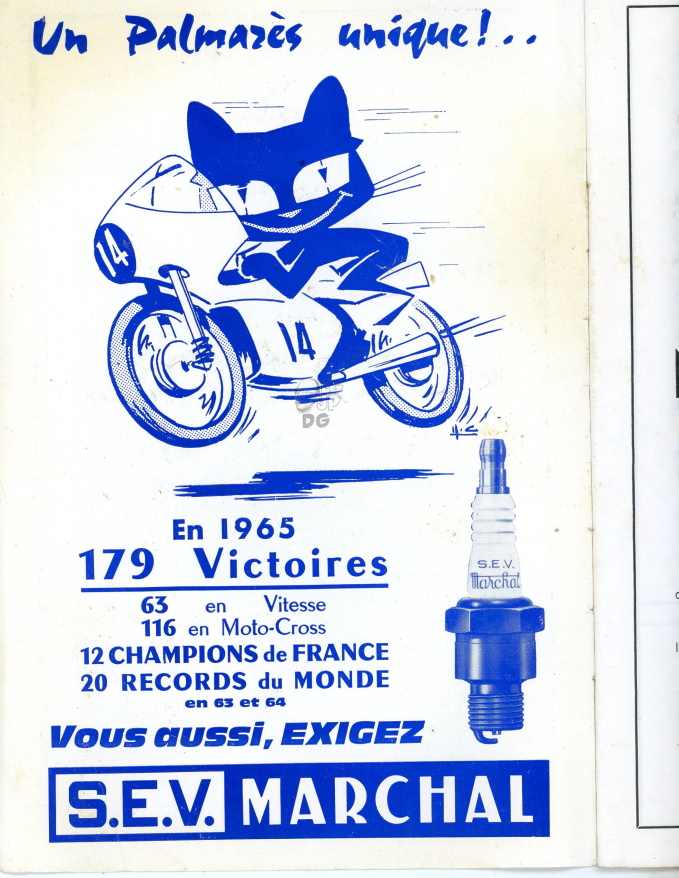 Un Palmarès unique!..
14
14
DG
En 1965
179 Victoires
63 en Vitesse
116 en Moto-Cross
12 CHAMPIONS de FRANCE
20 RECORDS du MONDE
en 63 et 64
S.E.V.
Marchal
Vous aussi, EXIGEZ
S.E.V. MARCHAL